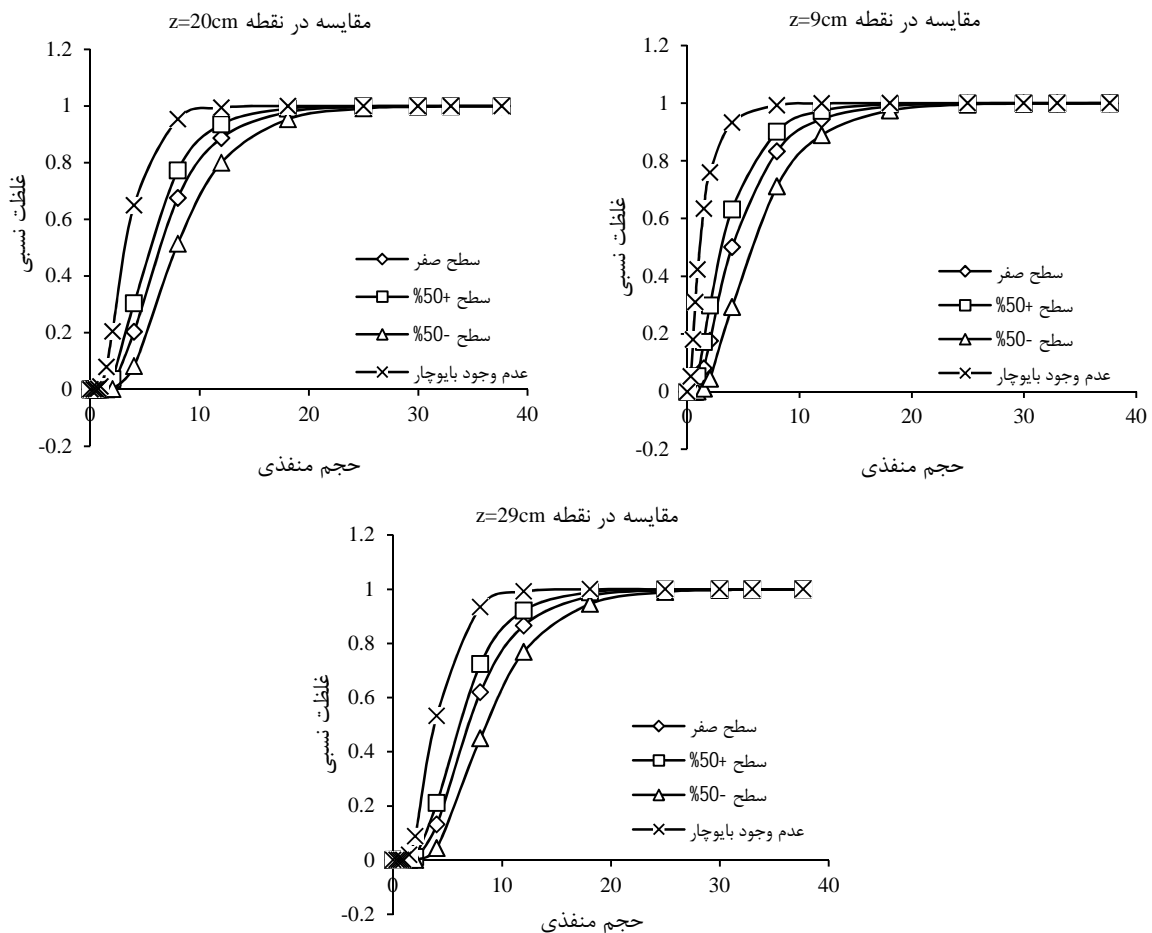 مقایسه در نقطه z=20cm
1.2
1
0.8
0.6
0.4
0.2
0
-0.2
0 10 20 30 40
غلظت نسبی
حجم منفذی
سطح صفر
سطح +50%
سطح -50%
عدم وجود بایوچار
مقایسه در نقطه z=9cm
1.2
1
0.8
0.6
0.4
0.2
0
-0.2
0 10 20 30 40
غلظت نسبی
حجم منفذی
سطح صفر
سطح +50%
سطح -50%
عدم وجود بایوچار
مقایسه در نقطه z=29cm
1.2
1
0.8
0.6
0.4
0.2
0
-0.2
0 10 20 30 40
غلظت نسبی
حجم منفذی
سطح صفر
سطح +50%
سطح -50%
عدم وجود بایوچار